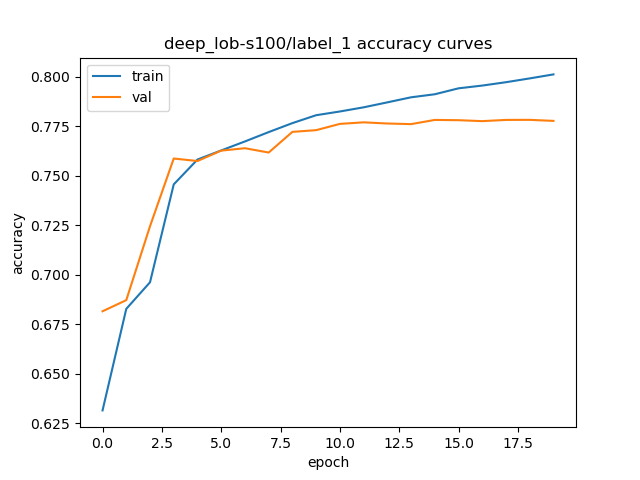 deep_lob-s100/label_1 accuracy curves
train
val
0.800
0.775
0.750
0.725
0.700
0.675
0.650
0.625
accuracy
0.0 2.5 5.0 7.5 10.0 12.5 15.0 17.5
epoch